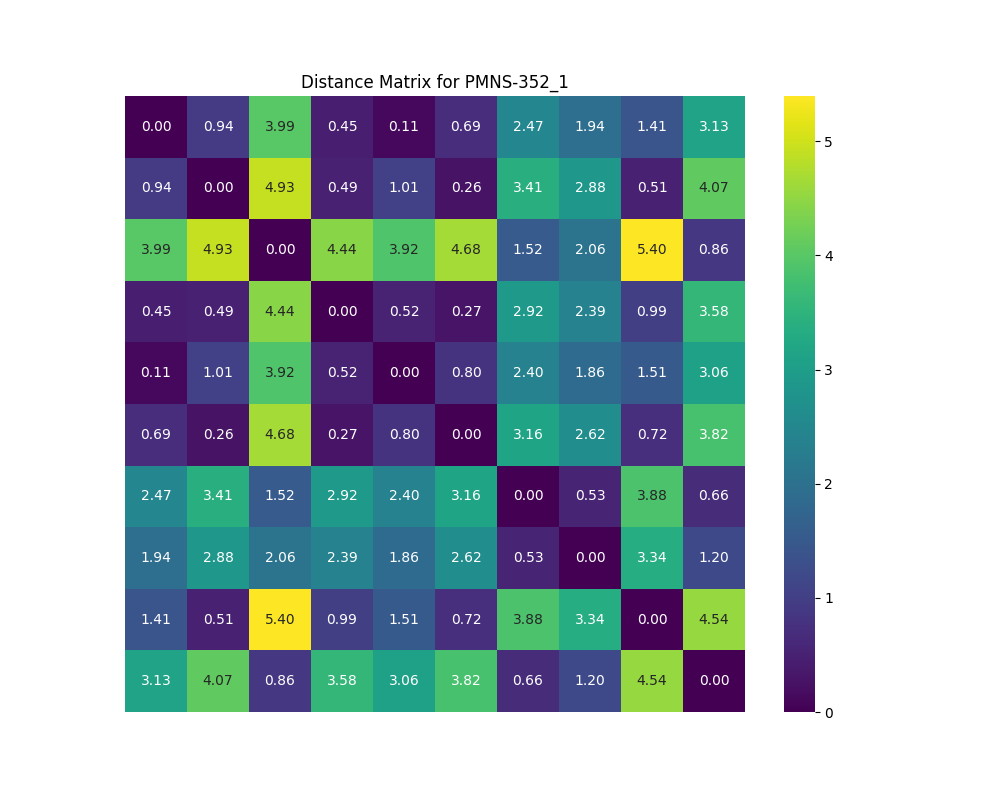 Distance Matrix for PMNS-352_1
0.00 0.94 3.99 0.45 0.11 0.69 2.47 1.94 1.41 3.13
0.94 0.00 4.93 0.49 1.01 0.26 3.41 2.88 0.51 4.07
3.99 4.93 0.00 4.44 3.92 4.68 1.52 2.06 5.40 0.86
0.45 0.49 4.44 0.00 0.52 0.27 2.92 2.39 0.99 3.58
0.11 1.01 3.92 0.52 0.00 0.80 2.40 1.86 1.51 3.06
0.69 0.26 4.68 0.27 0.80 0.00 3.16 2.62 0.72 3.82
2.47 3.41 1.52 2.92 2.40 3.16 0.00 0.53 3.88 0.66
1.94 2.88 2.06 2.39 1.86 2.62 0.53 0.00 3.34 1.20
1.41 0.51 5.40 0.99 1.51 0.72 3.88 3.34 0.00 4.54
3.13 4.07 0.86 3.58 3.06 3.82 0.66 1.20 4.54 0.00
5
4
3
2
1
0